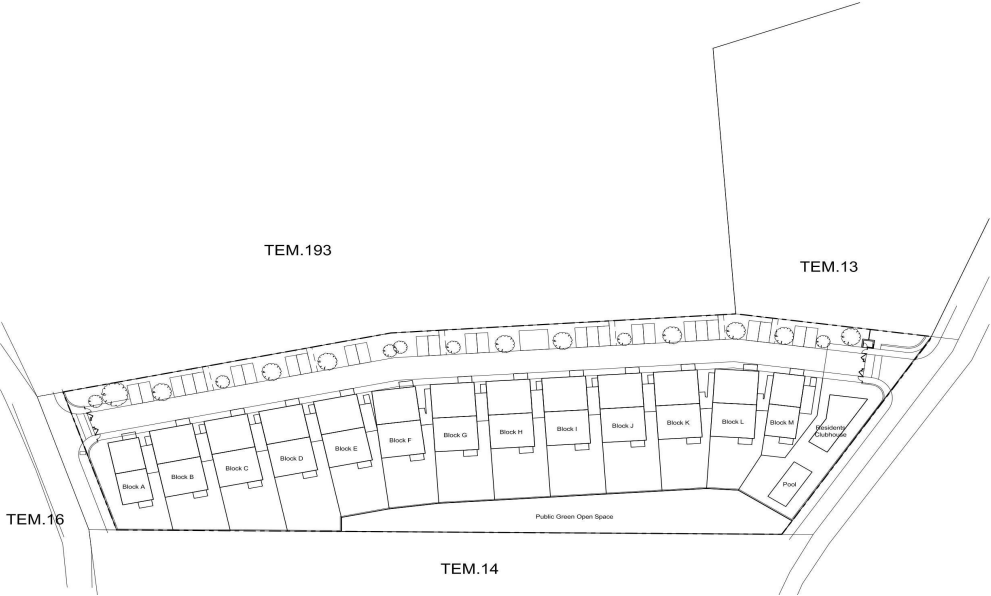 TEM.193
TEM.13
Block A
Block B
Block C
Block D
Block E
Block F
Block G
Block H
Block I
Block J
Block K
Block L
Block M
Residents
Clubhouse
Pool
Public Green Open Space
TEM.16
TEM.14